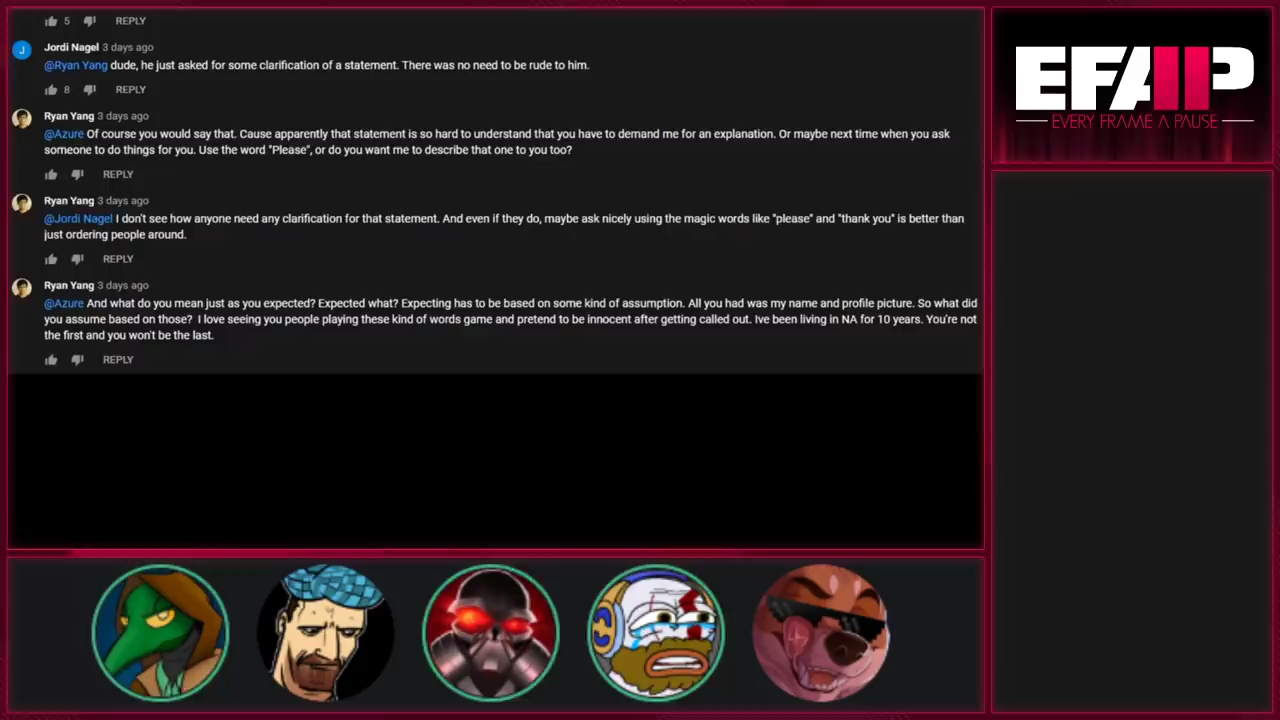 5 REPLY
Jordi Nagel 3 days ago
@Ryan Yang dude, he just asked for some clarification of a statement. There was no need to be rude to him.
8 REPLY
Ryan Yang 3 days ago
@Azure Of course you would say that. Cause apparently that statement is so hard to understand that you have to demand me for an explanation. Or maybe next time when you ask
someone to do things for you. Use the word "Please", or do you want me to describe that one to you too?
REPLY
Ryan Yang 3 days ago
@Jordi Nagel I don't see how anyone need any clarification for that statement. And even if they do, maybe ask nicely using the magic words like "please" and "thank you" is better than
just ordering people around.
REPLY
Ryan Yang 3 days ago
@Azure And what do you mean just as you expected? Expected what? Expecting has to be based on some kind of assumption. All you had was my name and profile picture. So what did
you assume based on those? I love seeing you people playing these kind of words game and pretend to be innocent after getting called out. Ive been living in NA for 10 years. You're not
the first and you won't be the last.
REPLY
J
EFAP
EVERY FRAME A PAUSE